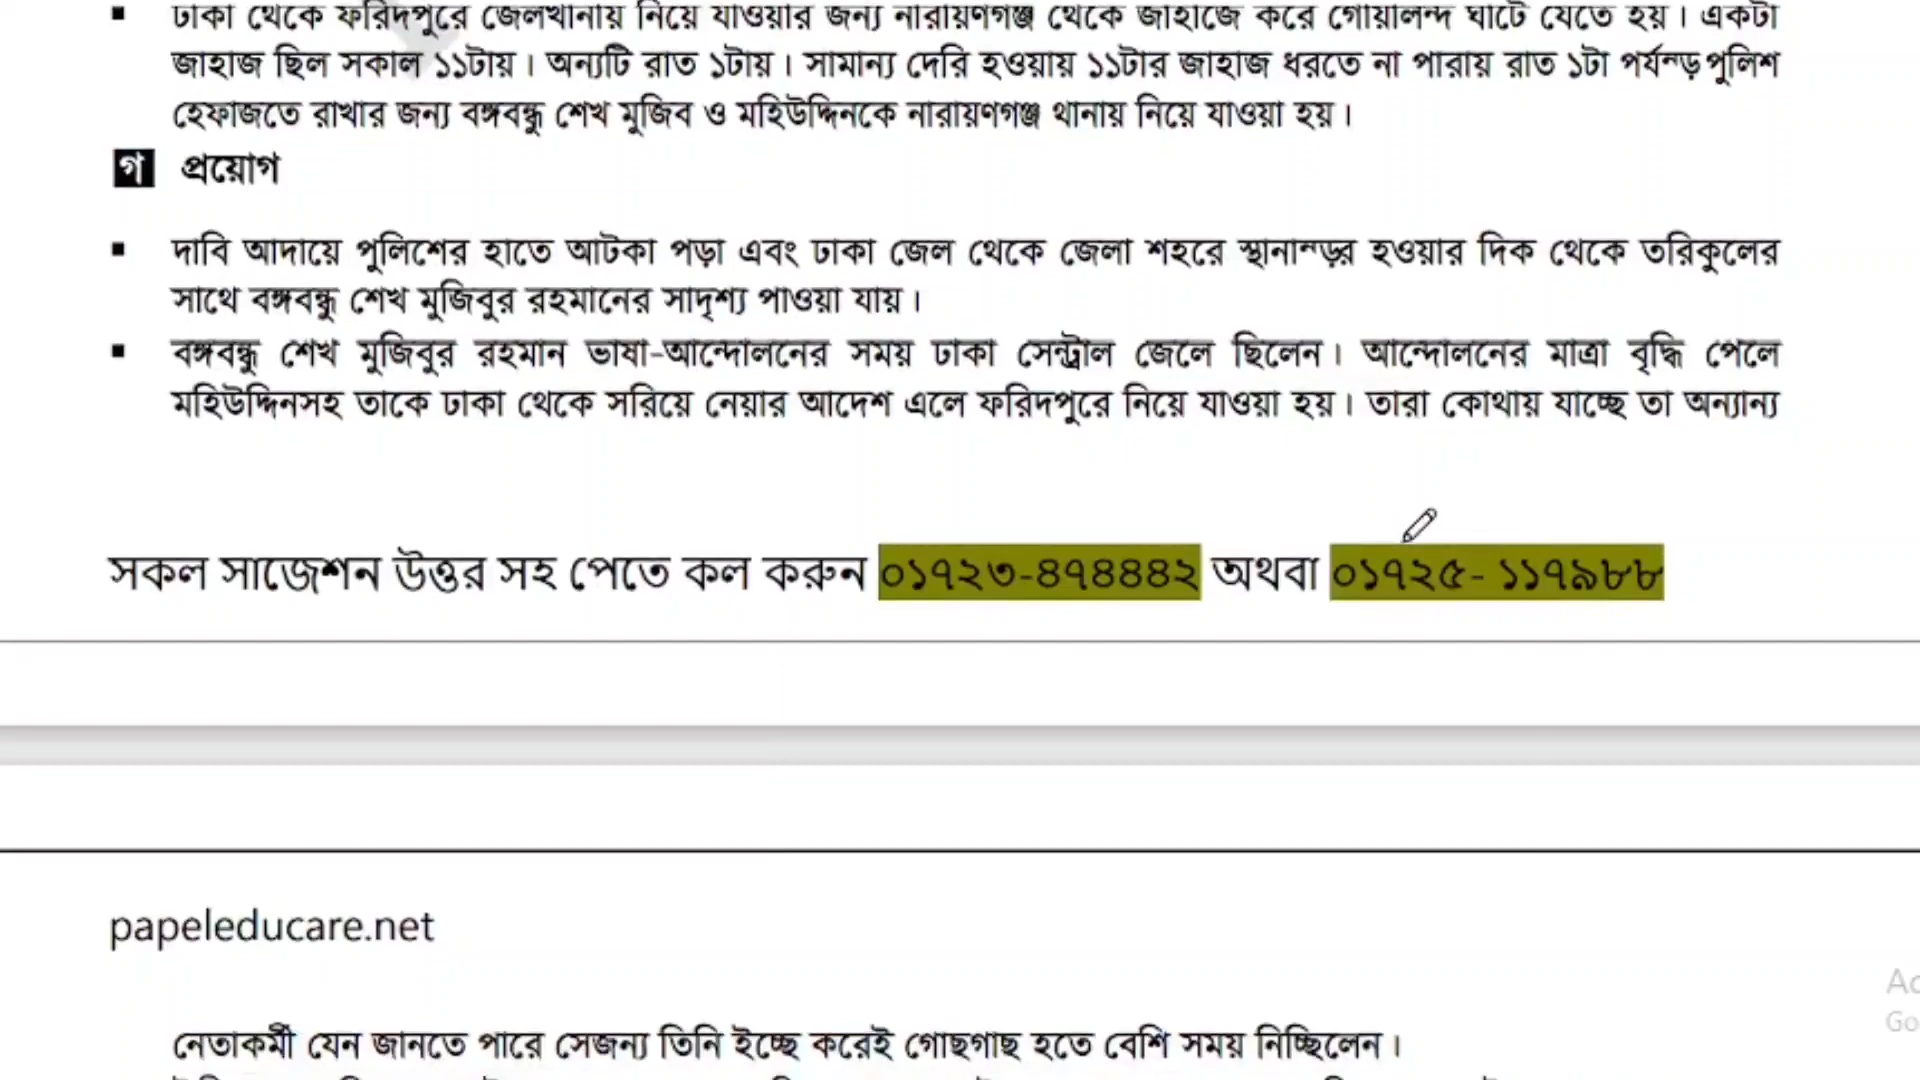 ▪ ঢাকা থেকে ফরিদপুরে জেলখানায় নিয়ে যাওয়ার জন্য নারায়ণগঞ্জ থেকে জাহাজে করে গোয়ালন্দ ঘাটে যেতে হয়। একটা
জাহাজ ছিল সকাল ১১টায়। অন্যটি রাত ১টায়। সামান্য দেরি হওয়ায় ১১টার জাহাজ ধরতে না পারায় রাত ১টা পর্যন্ড় পুলিশ
হেফাজতে রাখার জন্য বঙ্গবন্ধু শেখ মুজিব ও মহিউদ্দিনকে নারায়ণগঞ্জ থানায় নিয়ে যাওয়া হয়।
গ প্রয়োগ
▪ দাবি আদায়ে পুলিশের হাতে আটকা পড়া এবং ঢাকা জেল থেকে জেলা শহরে স্থানান্ড়র হওয়ার দিক থেকে তরিকুলের
সাথে বঙ্গবন্ধু শেখ মুজিবুর রহমানের সাদৃশ্য পাওয়া যায়।
▪ বঙ্গবন্ধু শেখ মুজিবুর রহমান ভাষা-আন্দোলনের সময় ঢাকা সেন্ট্রাল জেলে ছিলেন। আন্দোলনের মাত্রা বৃদ্ধি পেলে
মহিউদ্দিনসহ তাকে ঢাকা থেকে সরিয়ে নেয়ার আদেশ এলে ফরিদপুরে নিয়ে যাওয়া হয়। তারা কোথায় যাচ্ছে তা অন্যান্য
সকল সাজেশন উত্তর সহ পেতে কল করুন ০১৭২৩-৪৭৪৪৪২ অথবা ০১৭২৫- ১১৭৯৮৮
papeleducare.net
নেতাকর্মী যেন জানতে পারে সেজন্য তিনি ইচ্ছে করেই গোছগাছ হতে বেশি সময় নিচ্ছিলেন।